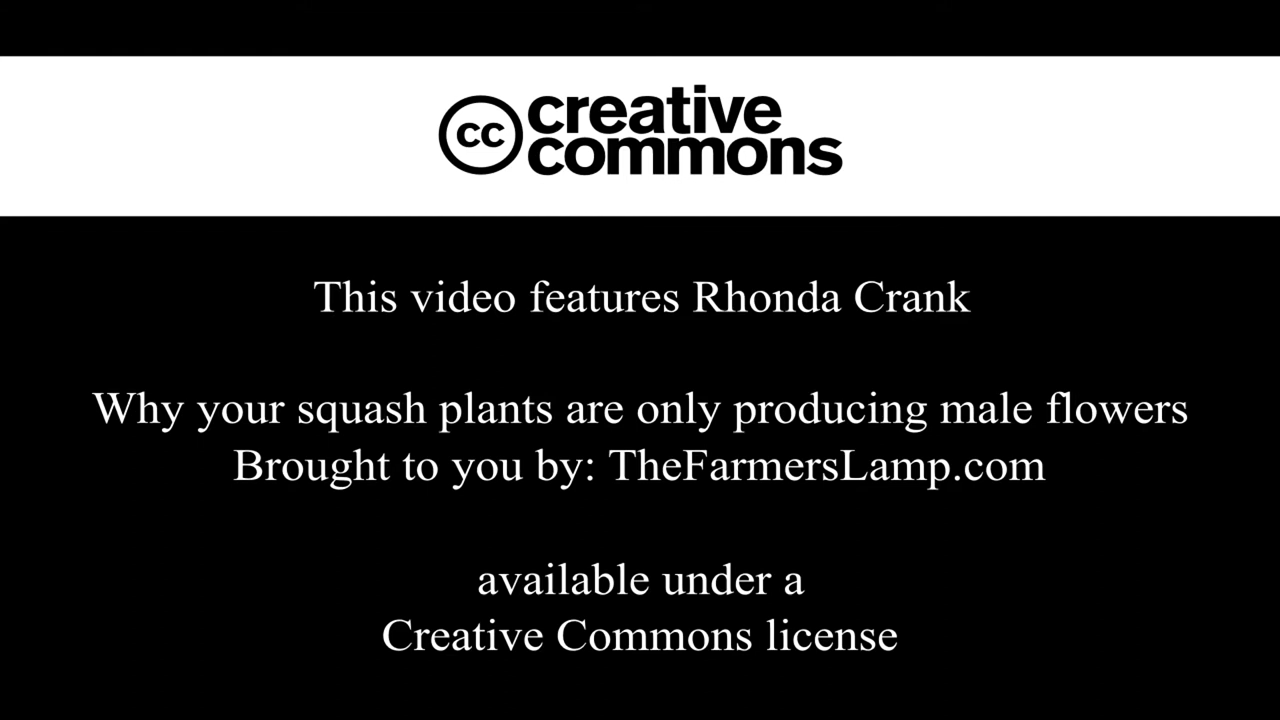 cc creative
commons
This video features Rhonda Crank
Why your squash plants are only producing male flowers
Brought to you by: TheFarmersLamp.com
available under a
Creative Commons license